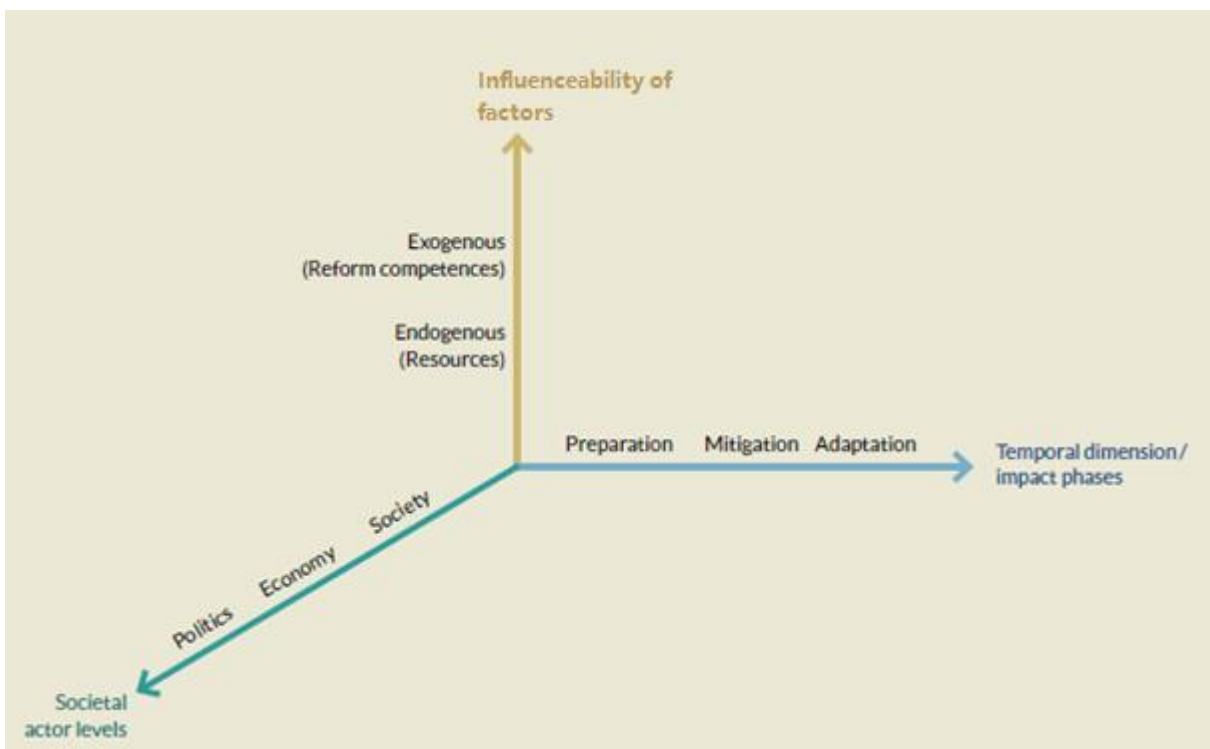 Influenceability of
factors
Exogenous
(Reform competences)
Endogenous
(Resources)
Preparation Mitigation Adaptation
Temporal dimension/
impact phases
Society
Economy
Politics
Societal
actor levels